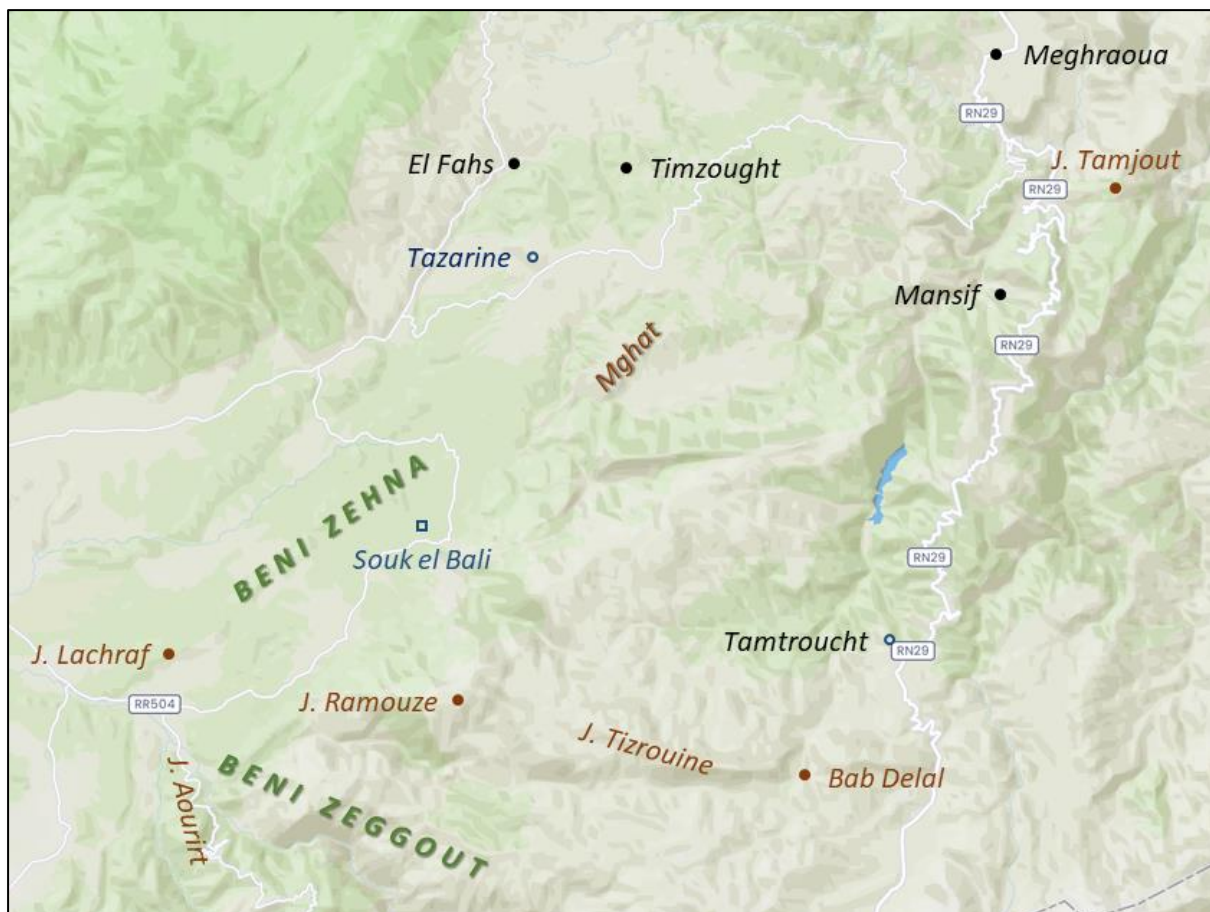 Meghraoua
RN29
El Fahs
Timzought
J. Tamjout
RN29
Tazarine
Mansif
RN29
Mghat
BENI ZEHNA
Souk el Bali
RN29
Tamtroucht
RN29
J. Lachraf
J. Ramouze
RR504
J. Tizrouine
Bab Delal
J. Aourirt
BENI ZEGGOUT